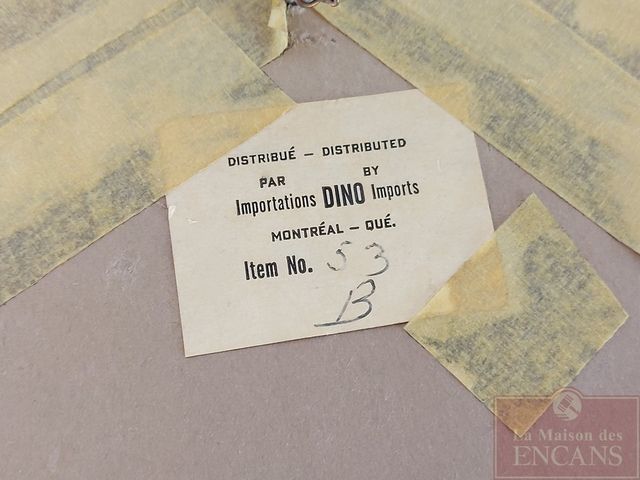 DISTRIBUÉ – DISTRIBUTED
PAR BY
Importations DINO Imports
MONTRÉAL – QUÉ.
Item No. 53
B
La Maison des
ENCANS